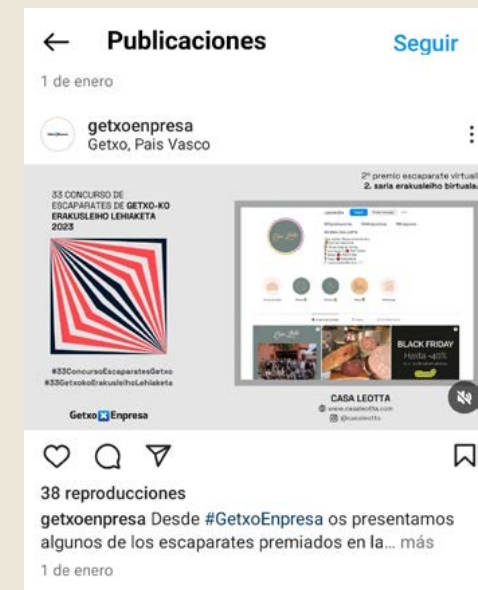 Publicaciones
Seguir
1 de enero
getxoenpresa
Getxo, País Vasco
33 CONCURSO DE
ESCAPARATES DE GETXO-KO
ERAKUSLEIHO LEHIAKETA
2023
#33ConcursoEscaparatesGetxo
#33GetxokoErakusleihoLehiaketa
Getxo Enpresa
2º premio escaparate virtual
2. saria erakusleiho birtuala
BLACK FRIDAY
Hasta -40%
CASA LEOTTA
www.casaleotta.com
@casaleotta
38 reproducciones
getxoenpresa Desde #GetxoEnpresa os presentamos
algunos de los escaparates premiados en la... más
1 de enero